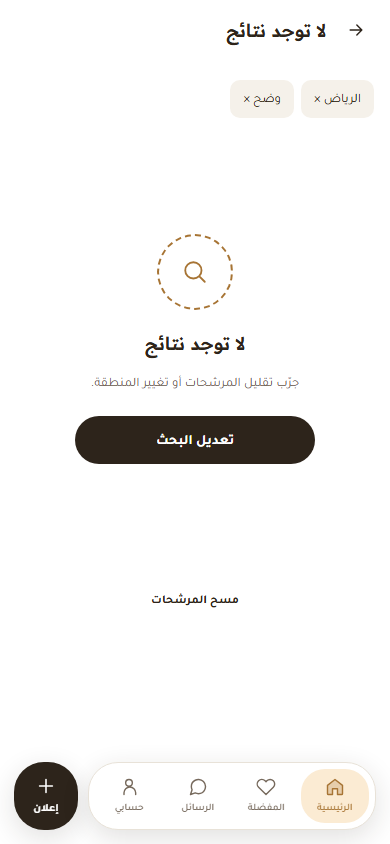 لا توجد نتائج
الرياض ×
وضح ×
لا توجد نتائج
جرّب تقليل المرشحات أو تغيير المنطقة.
تعديل البحث
مسح المرشحات
الرئيسية
المفضلة
الرسائل
حسابي
إعلان